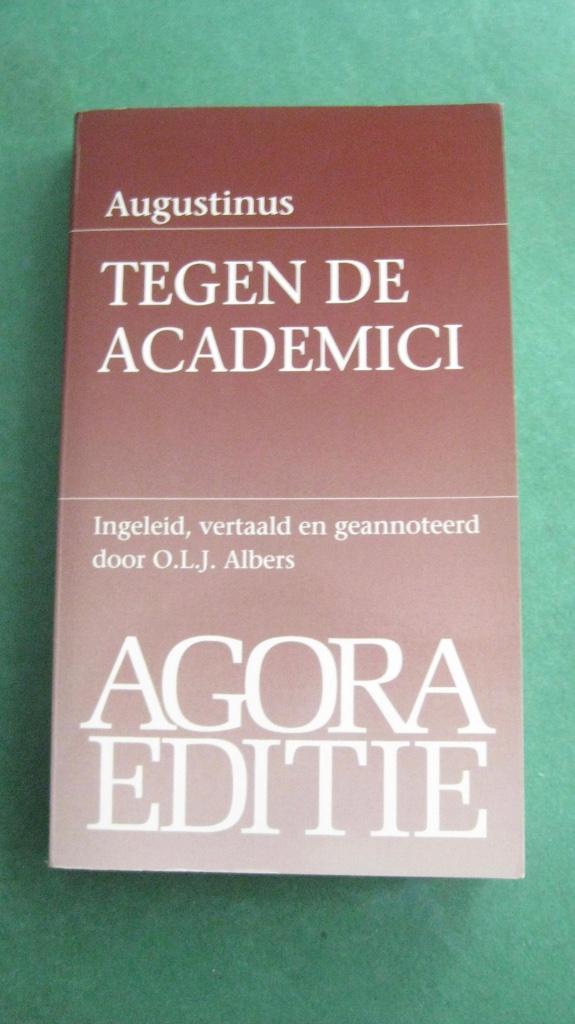 Augustinus
TEGEN DE
ACADEMICI
Ingeleid, vertaald en geannoteerd
door O.L.J. Albers
AGORA
EDITIE